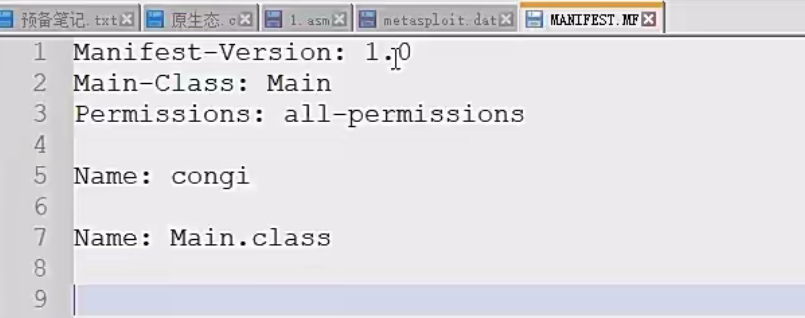 预备笔记.txt 原生态.c 1.asm metasploit.dat MANIFEST.MF
1 Manifest-Version: 1.0
2 Main-Class: Main
3 Permissions: all-permissions
4
5 Name: congi
6
7 Name: Main.class
8
9